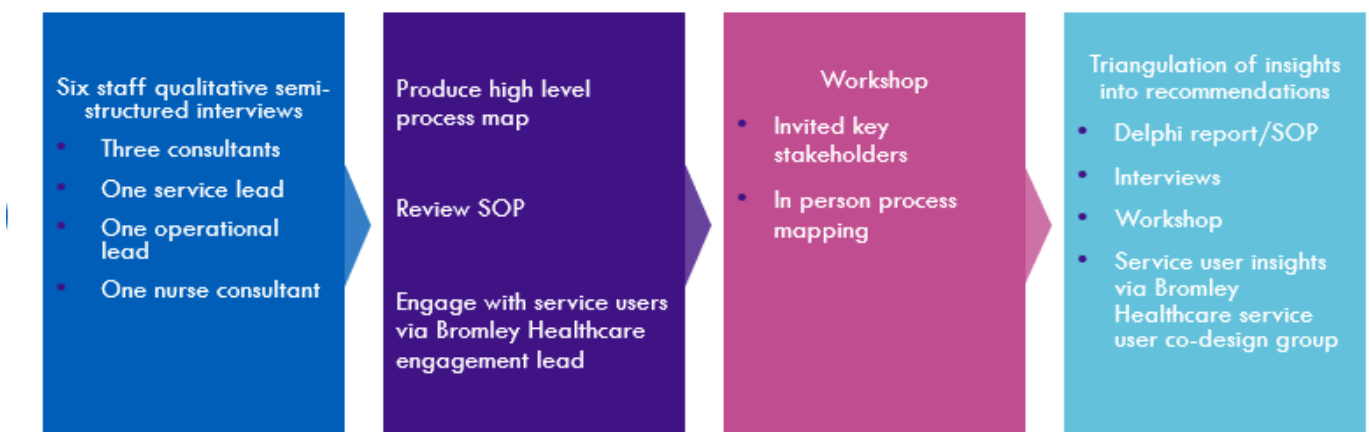 Six staff qualitative semi-
structured interviews
• Three consultants
• One service lead
• One operational
lead
• One nurse consultant
Produce high level
process map
Review SOP
Engage with service users
via Bromley Healthcare
engagement lead
Workshop
• Invited key
stakeholders
• In person process
mapping
Triangulation of insights
into recommendations
• Delphi report/SOP
• Interviews
• Workshop
• Service user insights
via Bromley
Healthcare service
user co-design group